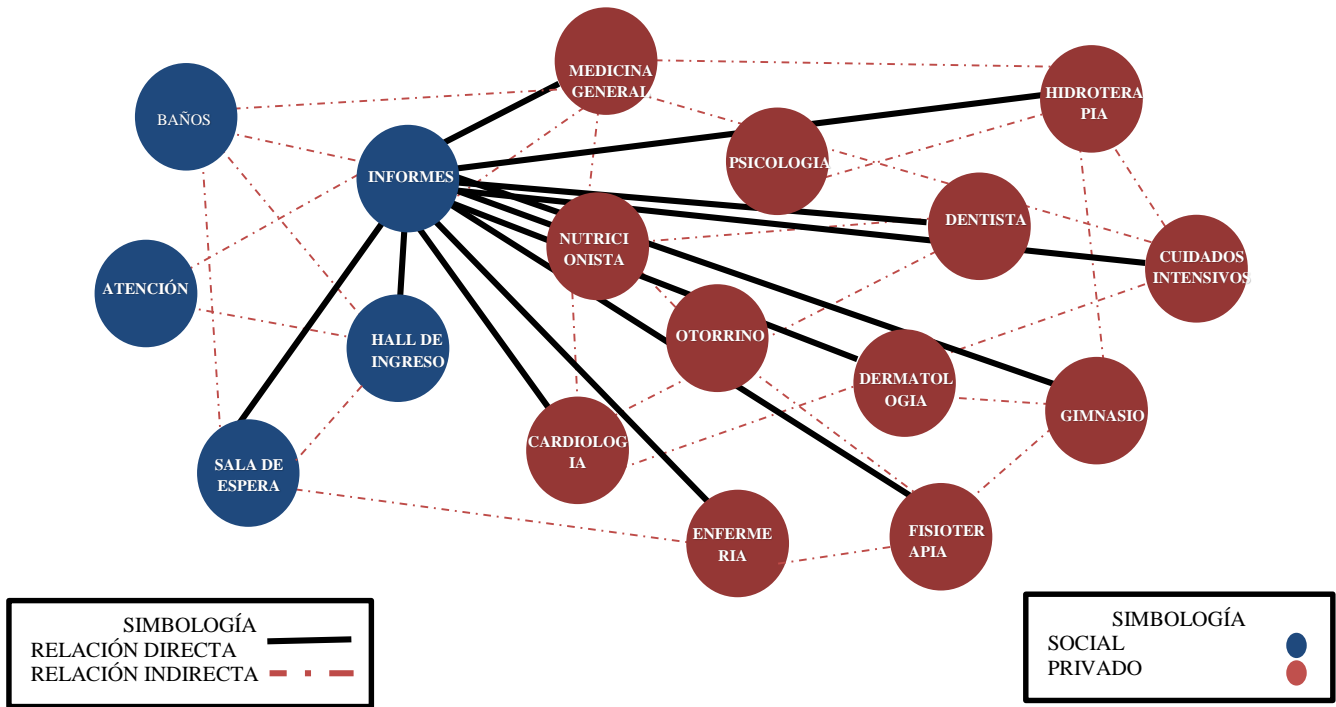 MEDICINA
GENERAL
HIDROTERA
PIA
BAÑOS
PSICOLOGIA
INFORMES
DENTISTA
NUTRICI
ONISTA
CUIDADOS
INTENSIVOS
ATENCIÓN
HALL DE
INGRESO
OTORRINO
DERMATOL
OGIA
GIMNASIO
CARDIOLOG
IA
SALA DE
ESPERA
ENFERME
RIA
FISIOTER
APIA
SIMBOLOGÍA
RELACIÓN DIRECTA
RELACIÓN INDIRECTA
SIMBOLOGÍA
SOCIAL
PRIVADO